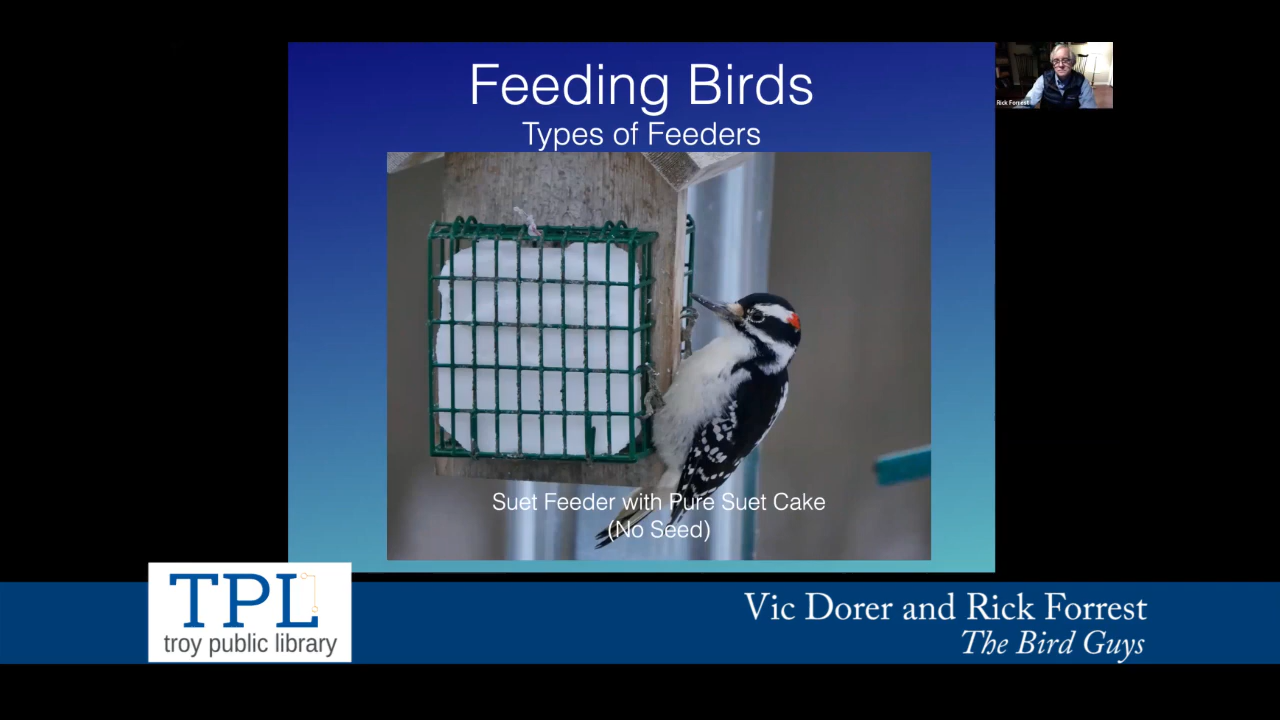 Feeding Birds
Types of Feeders
Rick Forrest
Suet Feeder with Pure Suet Cake
(No Seed)
TPL
troy public library
Vic Dorer and Rick Forrest
The Bird Guys